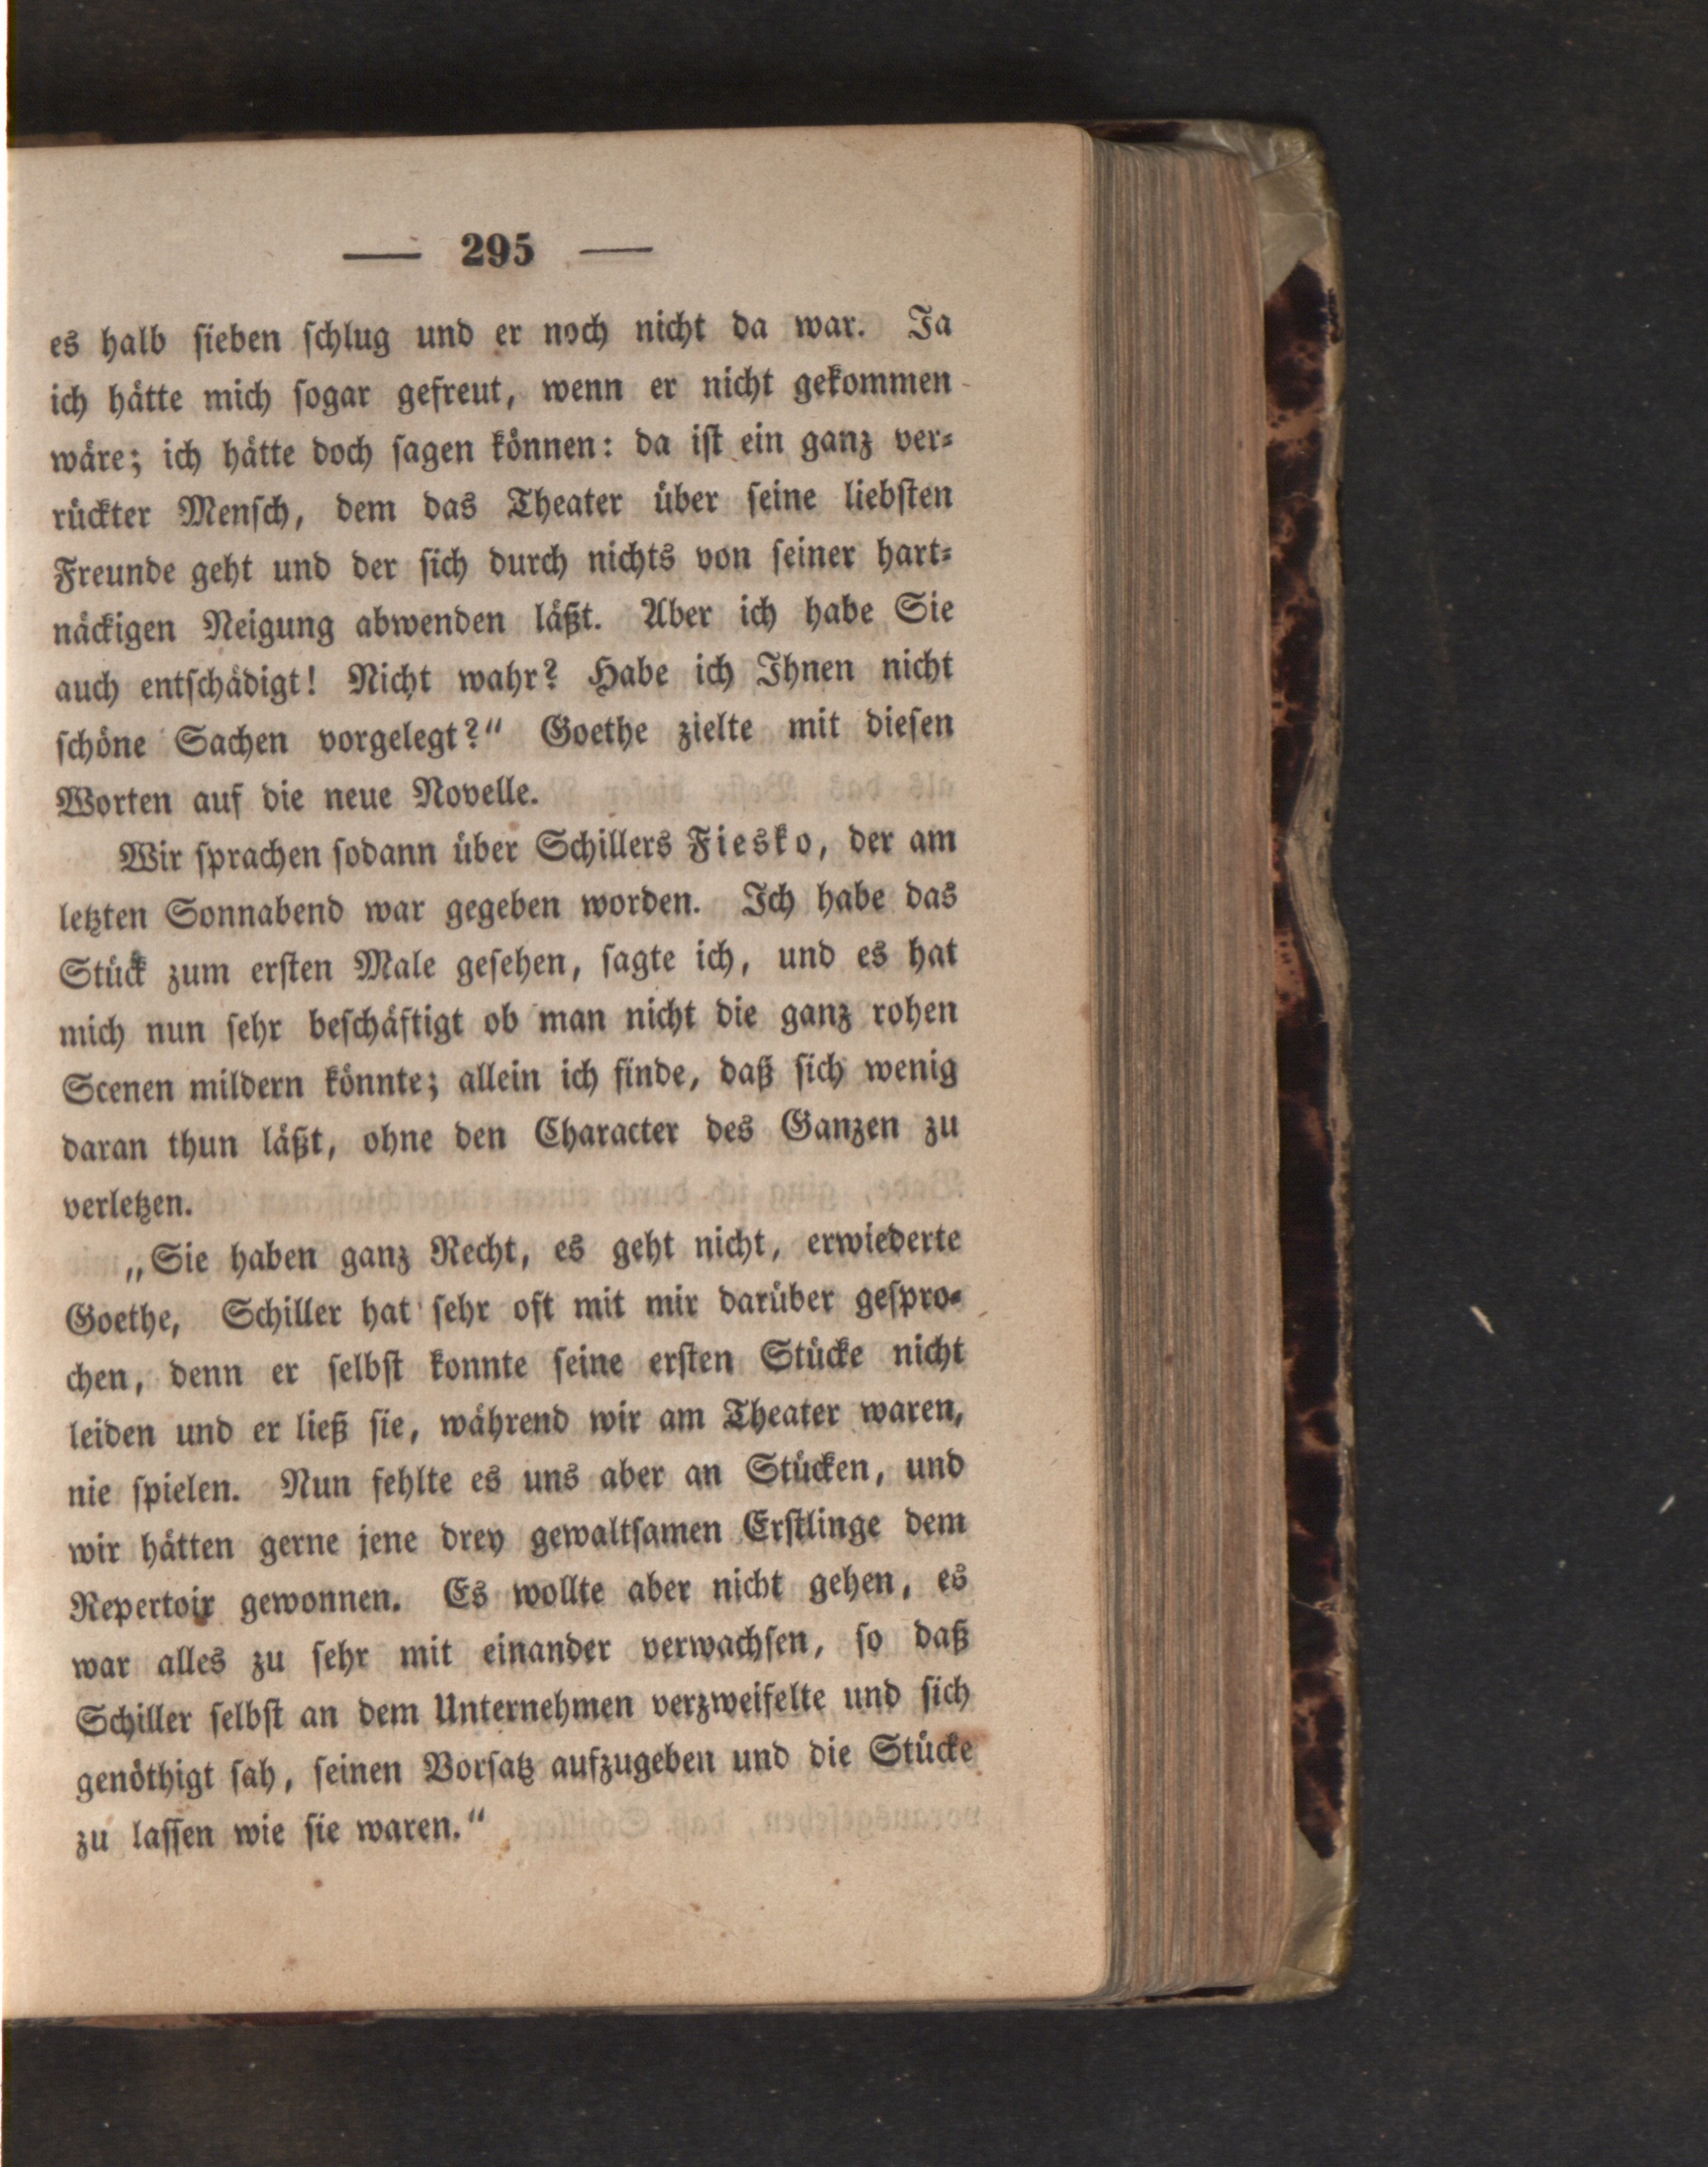 — 295 —
es halb ſieben ſchlug und er noch nicht da war. Ja
ich hätte mich ſogar gefreut, wenn er nicht gekommen
wäre; ich hätte doch ſagen können: da iſt ein ganz ver⸗
rückter Menſch, dem das Theater über ſeine liebſten
Freunde geht und der ſich durch nichts von ſeiner hart⸗
näckigen Neigung abwenden läßt. Aber ich habe Sie
auch entſchädigt! Nicht wahr? Habe ich Ihnen nicht
ſchöne Sachen vorgelegt?“ Goethe zielte mit dieſen
Worten auf die neue Novelle.
Wir ſprachen ſodann über Schillers Fiesko, der am
letzten Sonnabend war gegeben worden. Ich habe das
Stück zum erſten Male geſehen, ſagte ich, und es hat
mich nun ſehr beſchäftigt ob man nicht die ganz rohen
Scenen mildern könnte; allein ich finde, daß ſich wenig
daran thun läßt, ohne den Character des Ganzen zu
verletzen.
„Sie haben ganz Recht, es geht nicht, erwiederte
Goethe, Schiller hat ſehr oft mit mir darüber geſpro⸗
chen, denn er ſelbſt konnte ſeine erſten Stücke nicht
leiden und er ließ ſie, während wir am Theater waren,
nie ſpielen. Nun fehlte es uns aber an Stücken, und
wir hätten gerne jene drey gewaltſamen Erſtlinge dem
Repertoir gewonnen. Es wollte aber nicht gehen, es
war alles zu ſehr mit einander verwachſen, ſo daß
Schiller ſelbſt an dem Unternehmen verzweifelte und ſich
genöthigt ſah, ſeinen Vorſatz aufzugeben und die Stücke
zu laſſen wie ſie waren.“